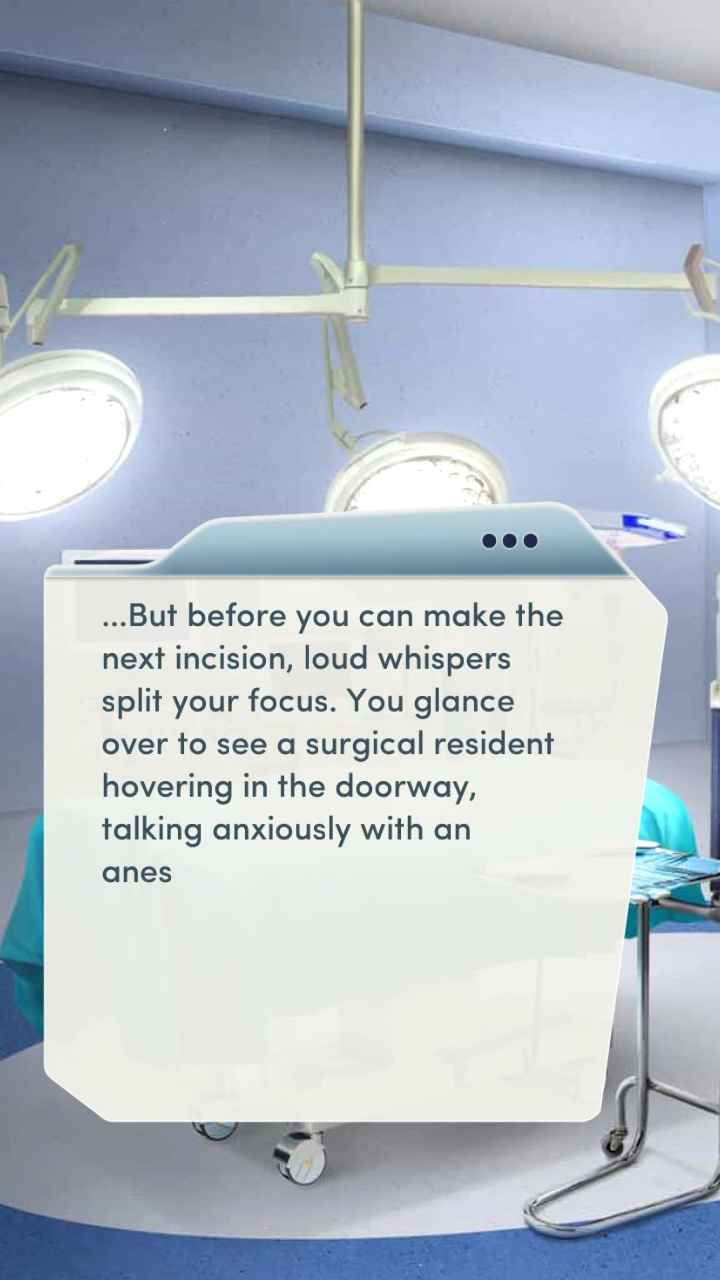 ...But before you can make the
next incision, loud whispers
split your focus. You glance
over to see a surgical resident
hovering in the doorway,
talking anxiously with an
anes